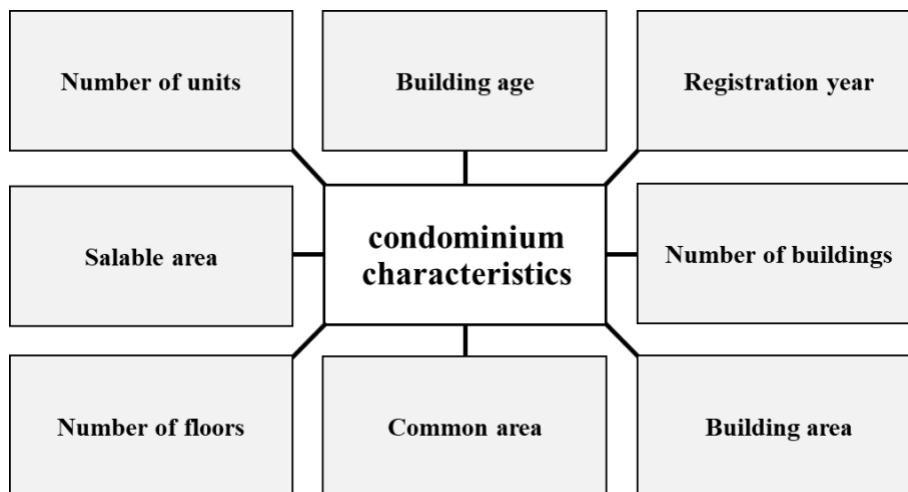 Number of units
Building age
Registration year
Salable area
condominium
characteristics
Number of buildings
Number of floors
Common area
Building area